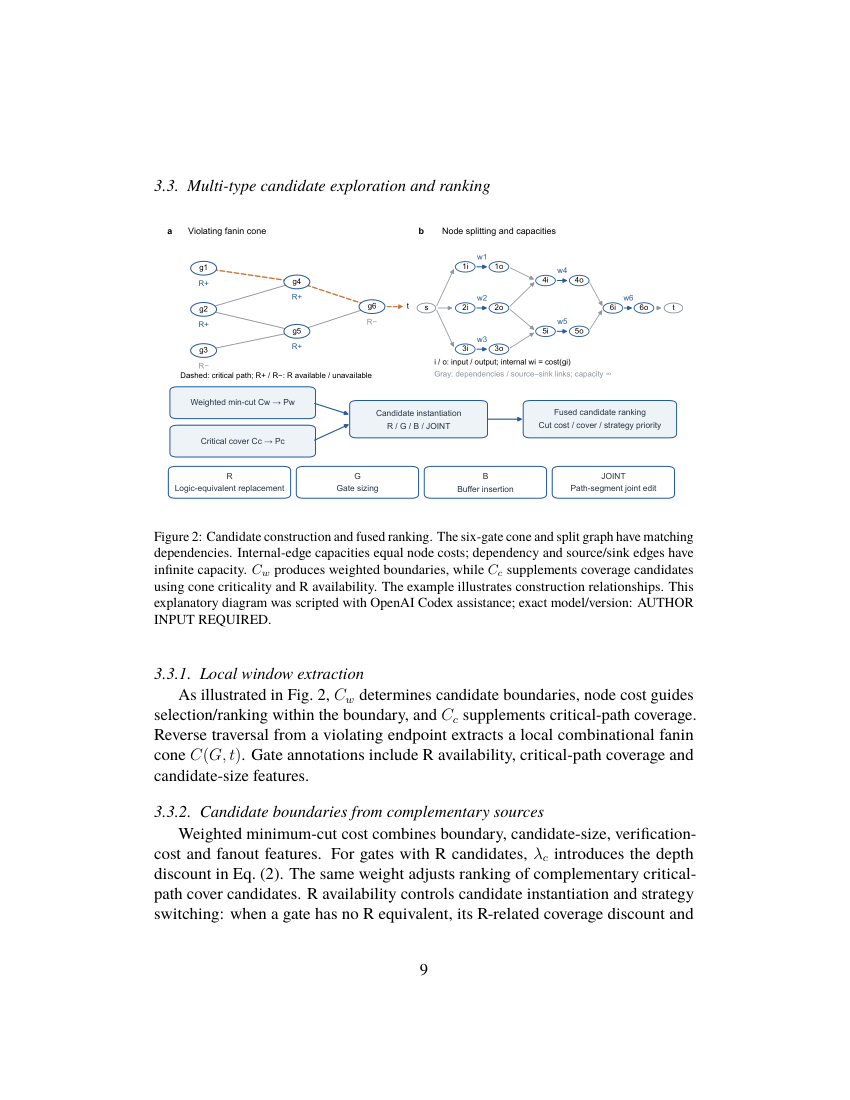 3.3. Multi-type candidate exploration and ranking
a Violating fanin cone
b Node splitting and capacities
g1
R+
g2
R+
g3
R−
g4
R+
g5
R+
g6
R−
t
Dashed: critical path; R+ / R−: R available / unavailable
s
1i
w1
1o
2i
w2
2o
3i
w3
3o
4i
w4
4o
5i
w5
5o
6i
w6
6o
t
i / o: input / output; internal wi = cost(gi)
Gray: dependencies / source–sink links; capacity ∞
Weighted min-cut Cw → Pw
Critical cover Cc → Pc
Candidate instantiation
R / G / B / JOINT
Fused candidate ranking
Cut cost / cover / strategy priority
R
Logic-equivalent replacement
G
Gate sizing
B
Buffer insertion
JOINT
Path-segment joint edit
Figure 2: Candidate construction and fused ranking. The six-gate cone and split graph have matching
dependencies. Internal-edge capacities equal node costs; dependency and source/sink edges have
infinite capacity. C_w produces weighted boundaries, while C_c supplements coverage candidates
using cone criticality and R availability. The example illustrates construction relationships. This
explanatory diagram was scripted with OpenAI Codex assistance; exact model/version: AUTHOR
INPUT REQUIRED.
3.3.1. Local window extraction
As illustrated in Fig. 2, C_w determines candidate boundaries, node cost guides
selection/ranking within the boundary, and C_c supplements critical-path coverage.
Reverse traversal from a violating endpoint extracts a local combinational fanin
cone C(G, t). Gate annotations include R availability, critical-path coverage and
candidate-size features.
3.3.2. Candidate boundaries from complementary sources
Weighted minimum-cut cost combines boundary, candidate-size, verification-
cost and fanout features. For gates with R candidates, λ_c introduces the depth
discount in Eq. (2). The same weight adjusts ranking of complementary critical-
path cover candidates. R availability controls candidate instantiation and strategy
switching: when a gate has no R equivalent, its R-related coverage discount and
9